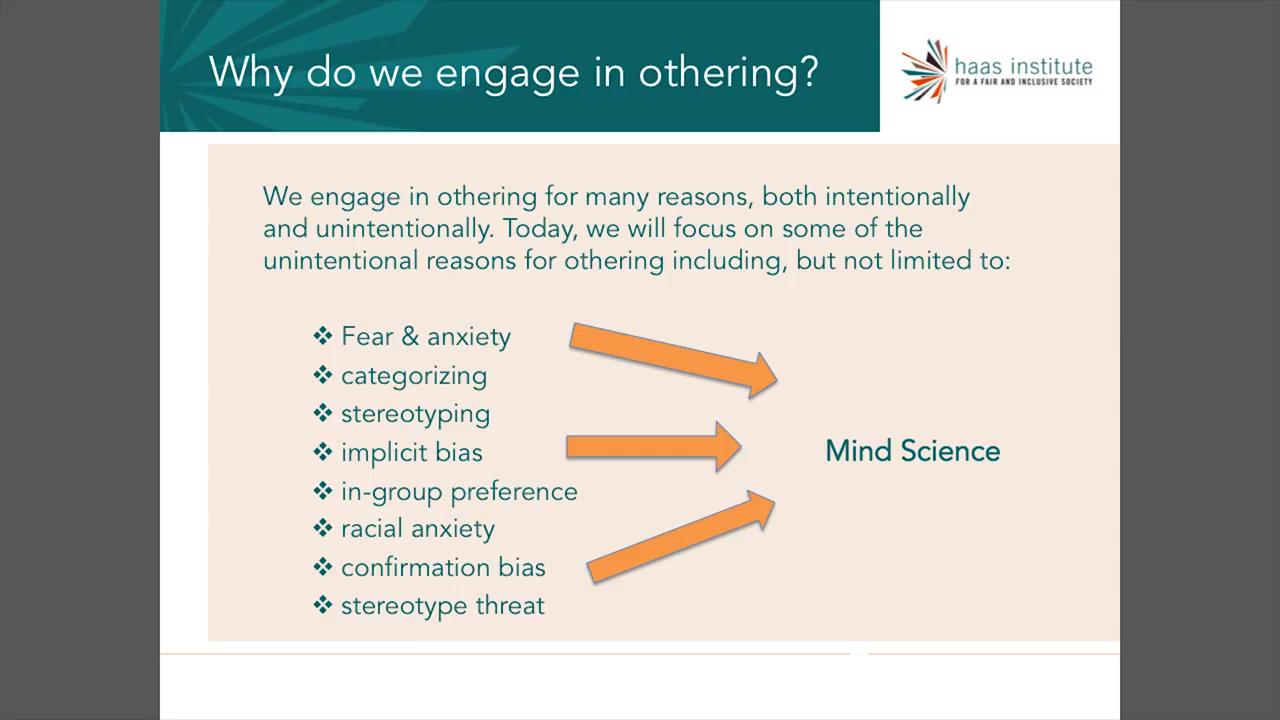 Why do we engage in othering?
haas institute
FOR A FAIR AND INCLUSIVE SOCIETY
We engage in othering for many reasons, both intentionally
and unintentionally. Today, we will focus on some of the
unintentional reasons for othering including, but not limited to:
❖ Fear & anxiety
❖ categorizing
❖ stereotyping
❖ implicit bias
❖ in-group preference
❖ racial anxiety
❖ confirmation bias
❖ stereotype threat
Mind Science